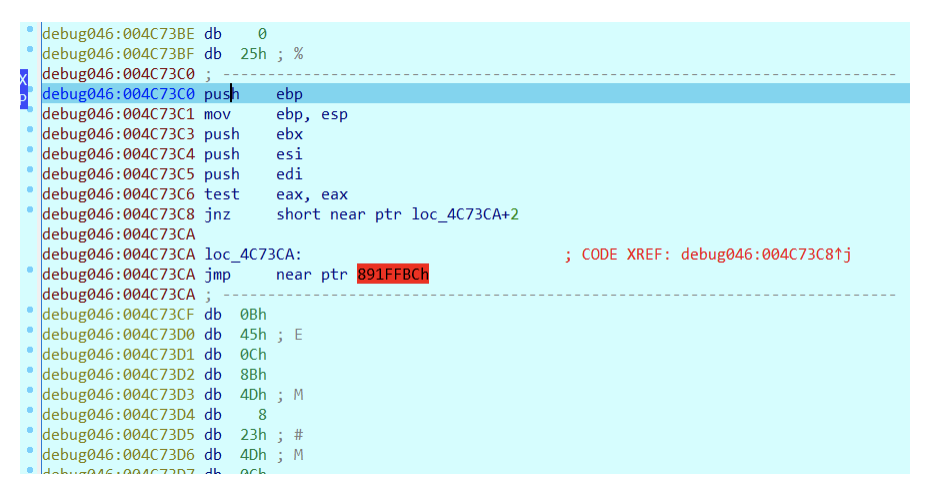 debug046:004C73BE db 0
debug046:004C73BF db 25h ; %
debug046:004C73C0 ; ---------------------------------------------------------------------------
debug046:004C73C0 push ebp
debug046:004C73C1 mov ebp, esp
debug046:004C73C3 push ebx
debug046:004C73C4 push esi
debug046:004C73C5 push edi
debug046:004C73C6 test eax, eax
debug046:004C73C8 jnz short near ptr loc_4C73CA+2
debug046:004C73CA
debug046:004C73CA loc_4C73CA: ; CODE XREF: debug046:004C73C8↑j
debug046:004C73CA jmp near ptr 891FFBCh
debug046:004C73CA ; ---------------------------------------------------------------------------
debug046:004C73CF db 0Bh
debug046:004C73D0 db 45h ; E
debug046:004C73D1 db 0Ch
debug046:004C73D2 db 8Bh
debug046:004C73D3 db 4Dh ; M
debug046:004C73D4 db 8
debug046:004C73D5 db 23h ; #
debug046:004C73D6 db 4Dh ; M
debug046:004C73D7 db 0Ch